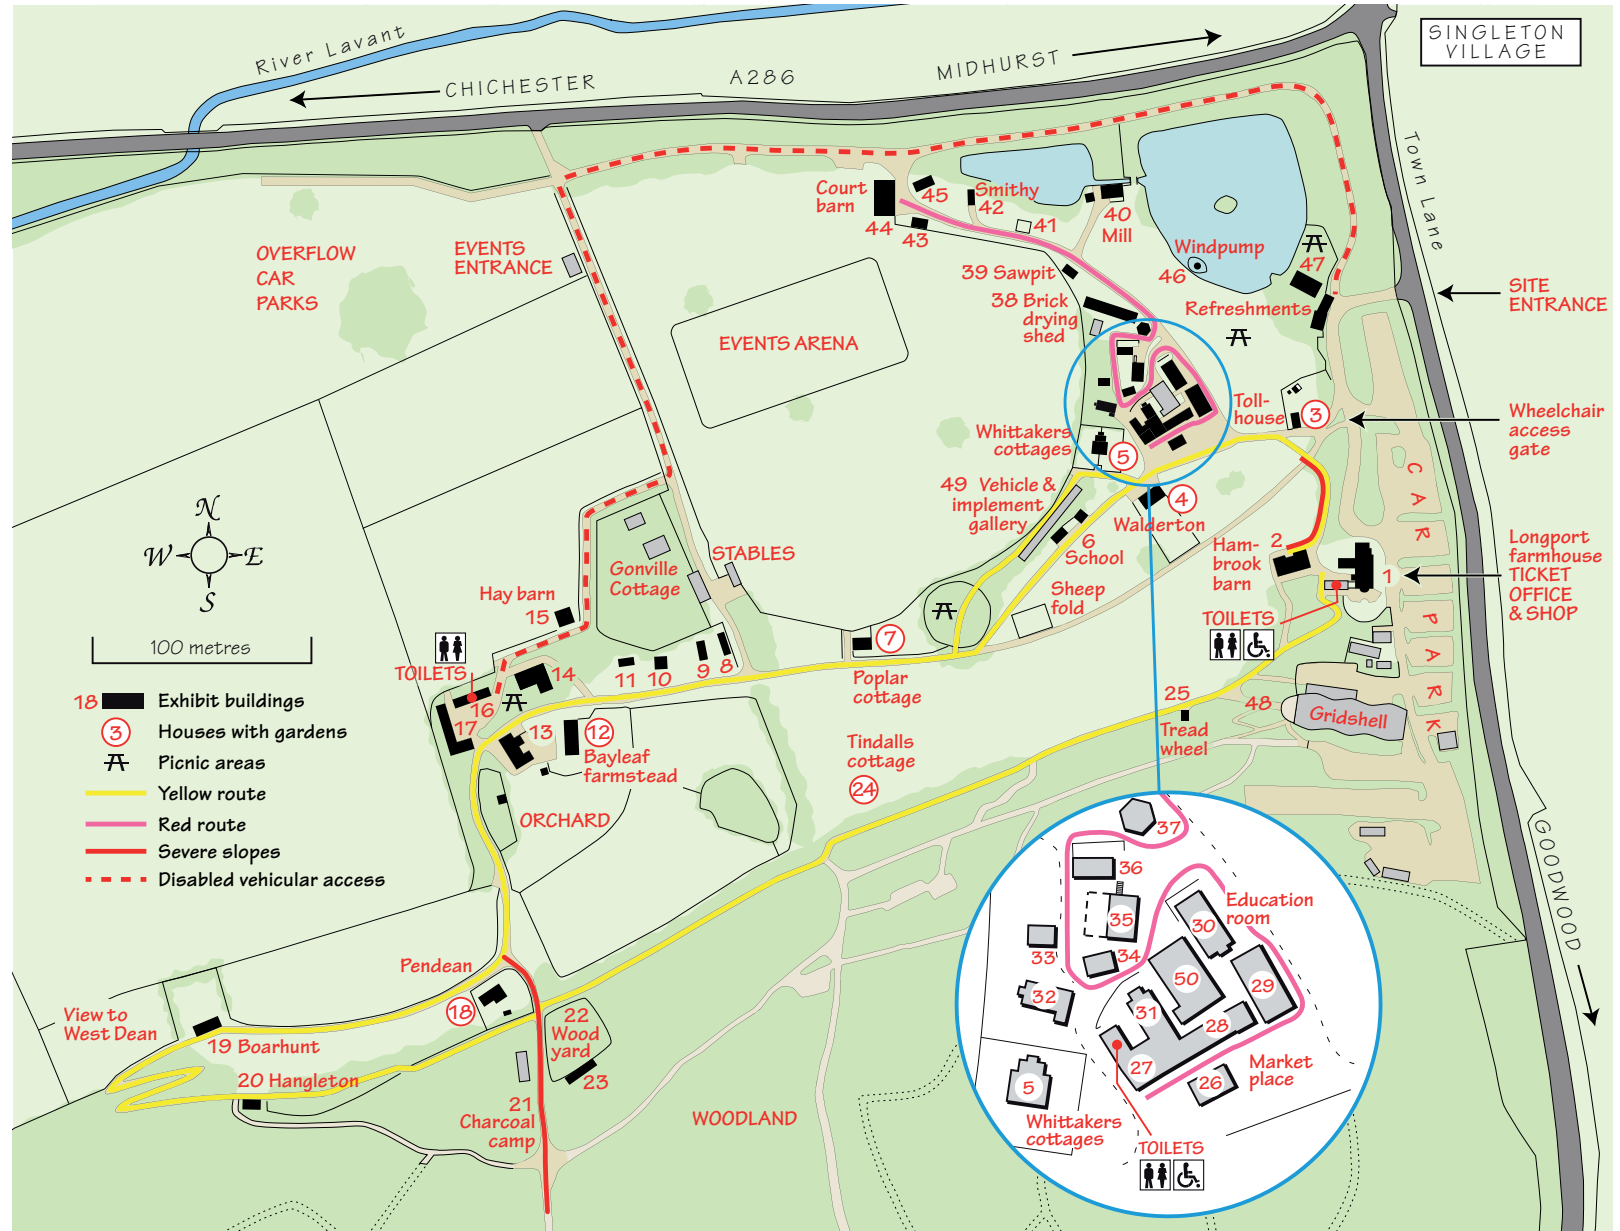 SINGLETON
VILLAGE
River Lavant
CHICHESTER
A286
MIDHURST
Town Lane
Court
barn
44
45
43
Smithy
42
41
40
Mill
Windpump
46
47
Refreshments
39 Sawpit
38 Brick
drying
shed
SITE
ENTRANCE
OVERFLOW
CAR
PARKS
EVENTS
ENTRANCE
EVENTS ARENA
Toll-
house
3
Wheelchair
access
gate
Whittakers
cottages
5
49 Vehicle &
implement
gallery
4
Walderton
6
School
2
Ham-
brook
barn
CAR PARK
Longport
farmhouse
TICKET
OFFICE
& SHOP
1
N
W
E
S
100 metres
STABLES
Gonville
Cottage
Hay barn
15
Sheep
fold
TOILETS
TOILETS
7
Poplar
cottage
14
11
10
9
8
16
17
13
12
Bayleaf
farmstead
25
Tread
wheel
48
Gridshell
18 Exhibit buildings
3 Houses with gardens
Picnic areas
Yellow route
Red route
Severe slopes
Disabled vehicular access
Tindalls
cottage
24
ORCHARD
GOODWOOD
Pendean
18
View to
West Dean
19 Boarhunt
20 Hangleton
22
Wood
yard
23
21
Charcoal
camp
WOODLAND
37
36
35
34
33
32
Education
room
30
50
29
31
28
27
26
Market
place
5
Whittakers
cottages
TOILETS